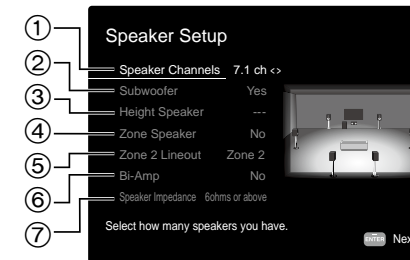 Speaker Setup
① Speaker Channels 7.1 ch <>
② Subwoofer Yes
③ Height Speaker ---
④ Zone Speaker No
⑤ Zone 2 Lineout Zone 2
⑥ Bi-Amp No
⑦ Speaker Impedance 6ohms or above
Select how many speakers you have.
ENTER Nex